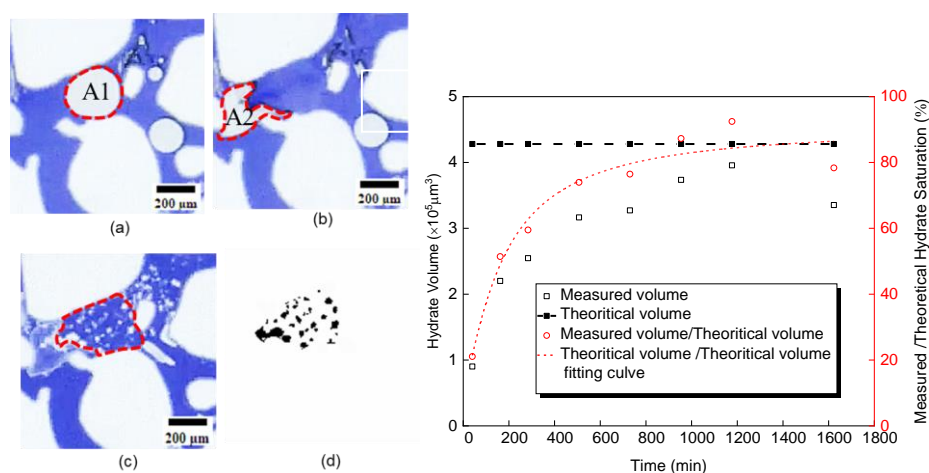 A1
200 µm
(a)
A2
200 µm
(b)
200 µm
(c)
(d)
Hydrate Volume (×10⁵µm³)
5
4
3
2
1
0
Measured volume
Theoritical volume
Measured volume/Theoritical volume
Theoritical volume /Theoritical volume
fitting culve
0 200 400 600 800 1000 1200 1400 1600 1800
Time (min)
100
80
60
40
20
0
Measured /Theoretical Hydrate Saturation (%)